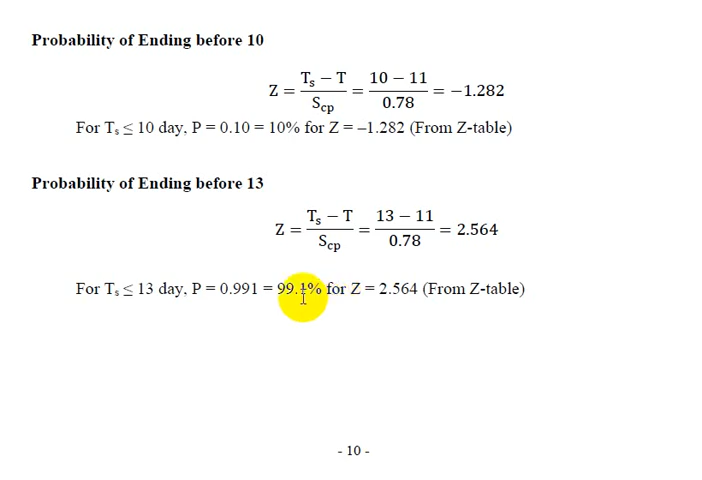 Probability of Ending before 10
Z = (Tₛ − T)/S_cp = (10 − 11)/0.78 = −1.282
For Tₛ ≤ 10 day, P = 0.10 = 10% for Z = –1.282 (From Z-table)
Probability of Ending before 13
Z = (Tₛ − T)/S_cp = (13 − 11)/0.78 = 2.564
For Tₛ ≤ 13 day, P = 0.991 = 99.1% for Z = 2.564 (From Z-table)
- 10 -